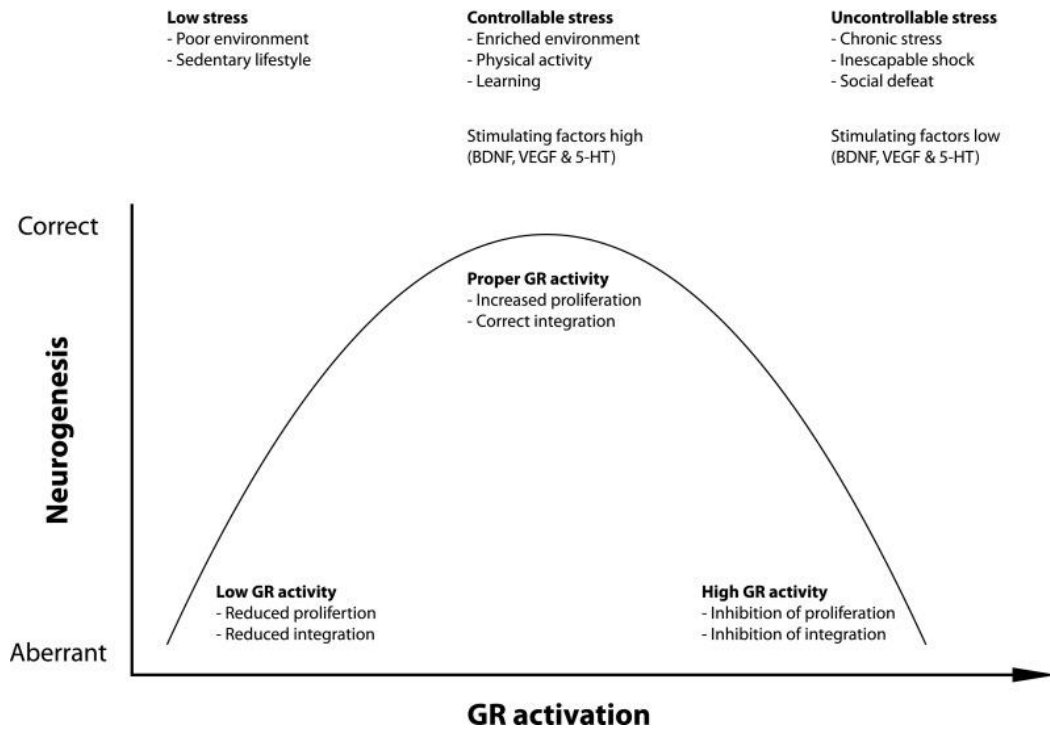 Low stress
- Poor environment
- Sedentary lifestyle
Controllable stress
- Enriched environment
- Physical activity
- Learning
Stimulating factors high
(BDNF, VEGF & 5-HT)
Uncontrollable stress
- Chronic stress
- Inescapable shock
- Social defeat
Stimulating factors low
(BDNF, VEGF & 5-HT)
Correct
Neurogenesis
Aberrant
Proper GR activity
- Increased proliferation
- Correct integration
Low GR activity
- Reduced prolifertion
- Reduced integration
High GR activity
- Inhibition of proliferation
- Inhibition of integration
GR activation